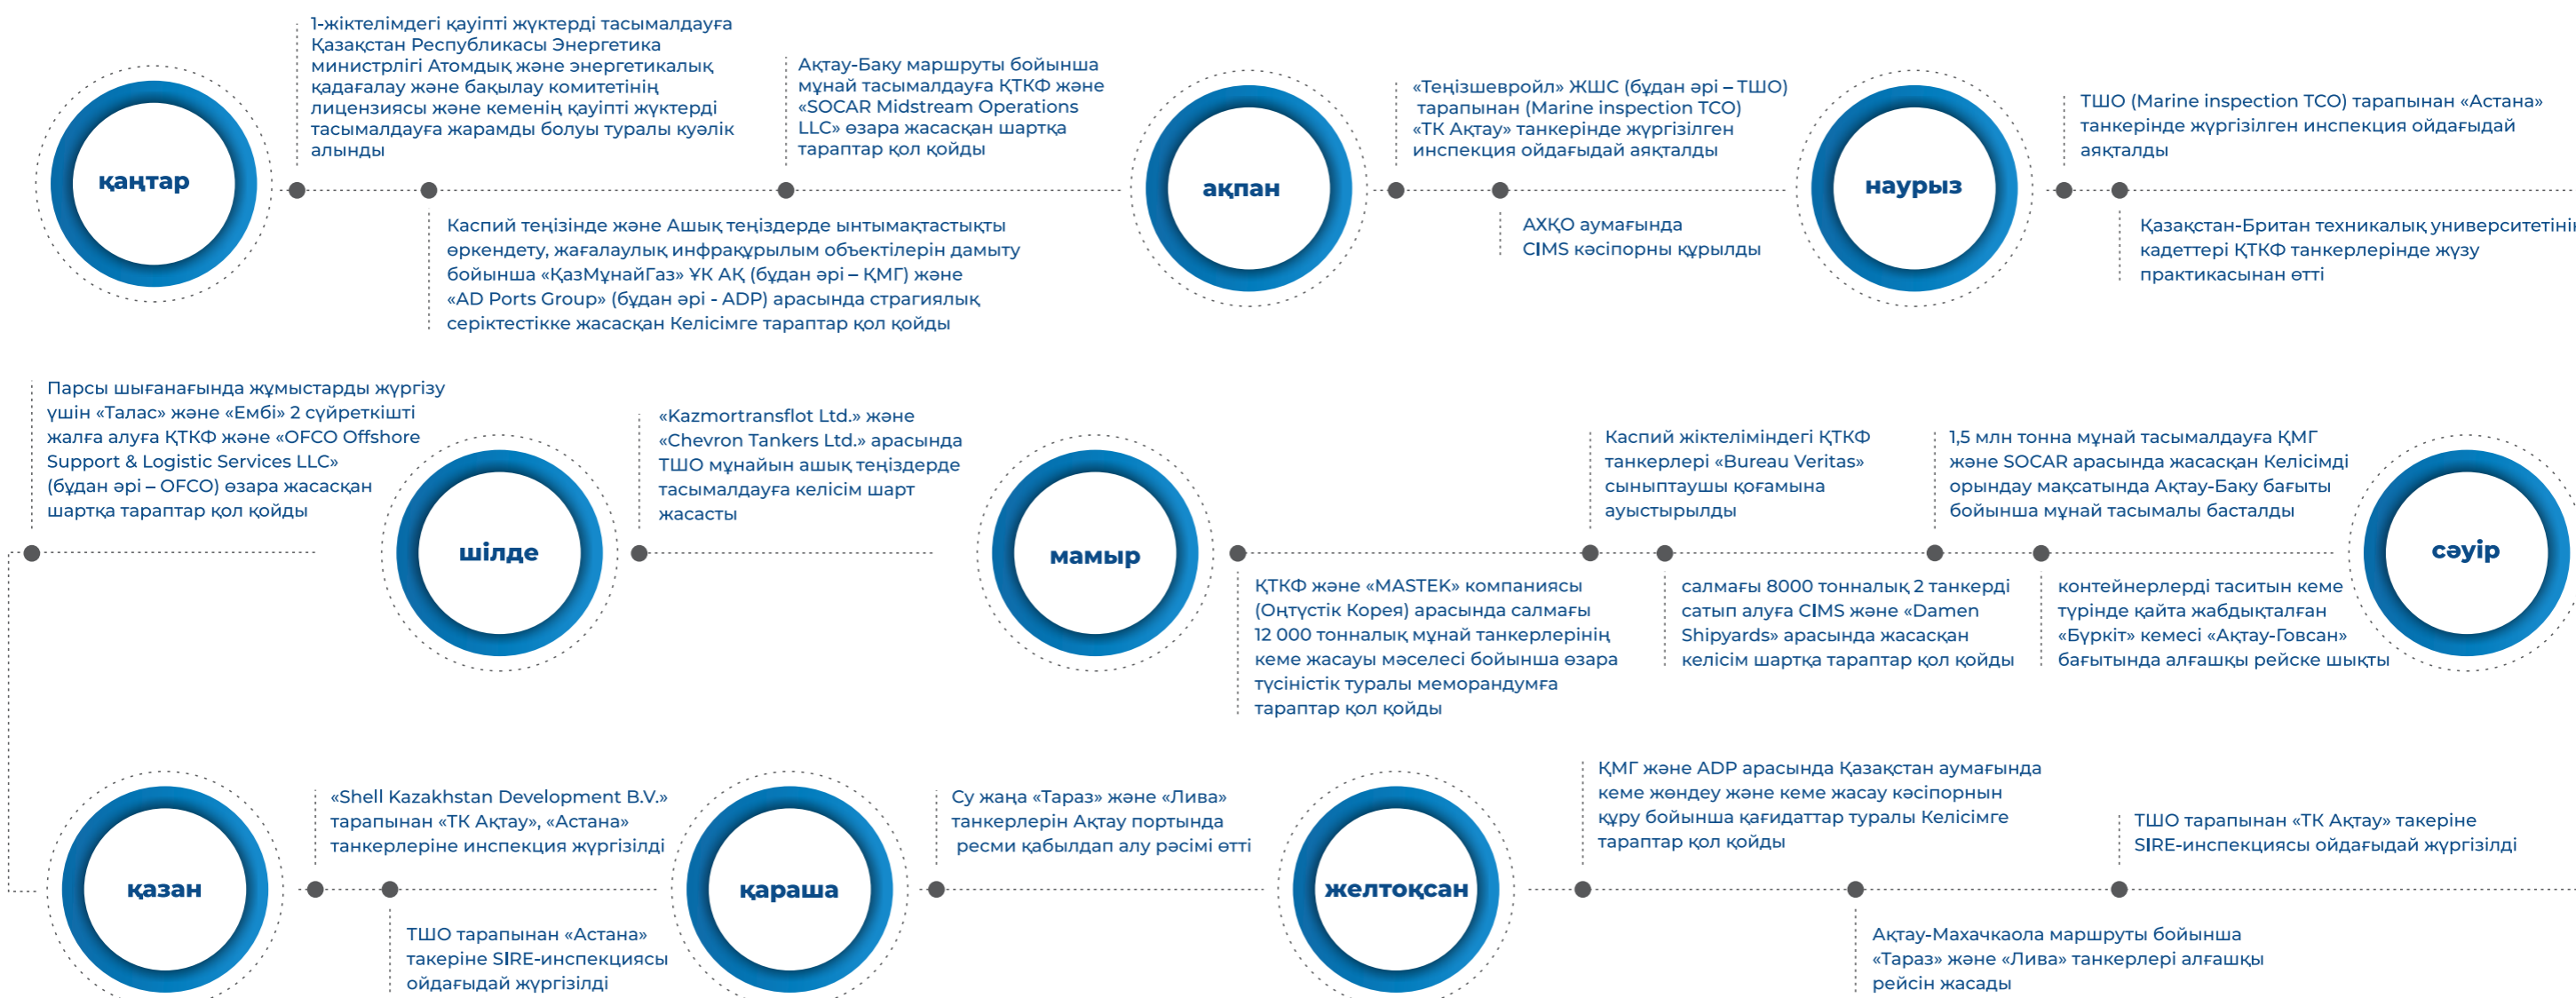 қаңтар
1-жіктелімдегі қауіпті жүктерді тасымалдауға
Қазақстан Республикасы Энергетика
министрлігі Атомдық және энергетикалық
қадағалау және бақылау комитетінің
лицензиясы және кеменің қауіпті жүктерді
тасымалдауға жарамды болуы туралы куәлік
алынды
Каспий теңізінде және Ашық теңіздерде ынтымақтастықты
өркендету, жағалаулық инфрақұрылым объектілерін дамыту
бойынша «ҚазМұнайГаз» ҰК АҚ (бұдан әрі – ҚМГ) және
«AD Ports Group» (бұдан әрі - ADP) арасында страгиялық
серіктестікке жасасқан Келісімге тараптар қол қойды
Ақтау-Баку маршруты бойынша
мұнай тасымалдауға ҚТКФ және
«SOCAR Midstream Operations
LLC» өзара жасасқан шартқа
тараптар қол қойды
ақпан
«Теңізшевройл» ЖШС (бұдан әрі – ТШО)
тарапынан (Marine inspection TCO)
«ТК Ақтау» танкерінде жүргізілген
инспекция ойдағыдай аяқталды
АХҚО аумағында
CIMS кәсіпорны құрылды
наурыз
ТШО (Marine inspection TCO) тарапынан «Астана»
танкерінде жүргізілген инспекция ойдағыдай
аяқталды
Қазақстан-Британ техникалық университетінің
кадеттері ҚТКФ танкерлерінде жүзу
практикасынан өтті
сәуір
контейнерлерді таситын кеме
түрінде қайта жабдықталған
«Бүркіт» кемесі «Ақтау-Говсан»
бағытында алғашқы рейске шықты
1,5 млн тонна мұнай тасымалдауға ҚМГ
және SOCAR арасында жасасқан Келісімді
орындау мақсатында Ақтау-Баку бағыты
бойынша мұнай тасымалы басталды
салмағы 8000 тонналық 2 танкерді
сатып алуға CIMS және «Damen
Shipyards» арасында жасасқан
келісім шартқа тараптар қол қойды
Каспий жіктеліміндегі ҚТКФ
танкерлері «Bureau Veritas»
сыныптаушы қоғамына
ауыстырылды
ҚТКФ және «MASTEK» компаниясы
(Оңтүстік Корея) арасында салмағы
12 000 тонналық мұнай танкерлерінің
кеме жасауы мәселесі бойынша өзара
түсіністік туралы меморандумға
тараптар қол қойды
мамыр
«Kazmortransflot Ltd.» және
«Chevron Tankers Ltd.» арасында
ТШО мұнайын ашық теңіздерде
тасымалдауға келісім шарт
жасасты
шілде
Парсы шығанағында жұмыстарды жүргізу
үшін «Талас» және «Ембі» 2 сүйреткішті
жалға алуға ҚТКФ және «OFCO Offshore
Support & Logistic Services LLC»
(бұдан әрі – OFCO) өзара жасасқан
шартқа тараптар қол қойды
қазан
«Shell Kazakhstan Development B.V.»
тарапынан «ТК Ақтау», «Астана»
танкерлеріне инспекция жүргізілді
ТШО тарапынан «Астана»
такеріне SIRE-инспекциясы
ойдағыдай жүргізілді
қараша
Су жаңа «Тараз» және «Лива»
танкерлерін Ақтау портында
ресми қабылдап алу рәсімі өтті
желтоқсан
ҚМГ және ADP арасында Қазақстан аумағында
кеме жөндеу және кеме жасау кәсіпорнын
құру бойынша қағидаттар туралы Келісімге
тараптар қол қойды
Ақтау-Махачкаола маршруты бойынша
«Тараз» және «Лива» танкерлері алғашқы
рейсін жасады
ТШО тарапынан «ТК Ақтау» такеріне
SIRE-инспекциясы ойдағыдай жүргізілді